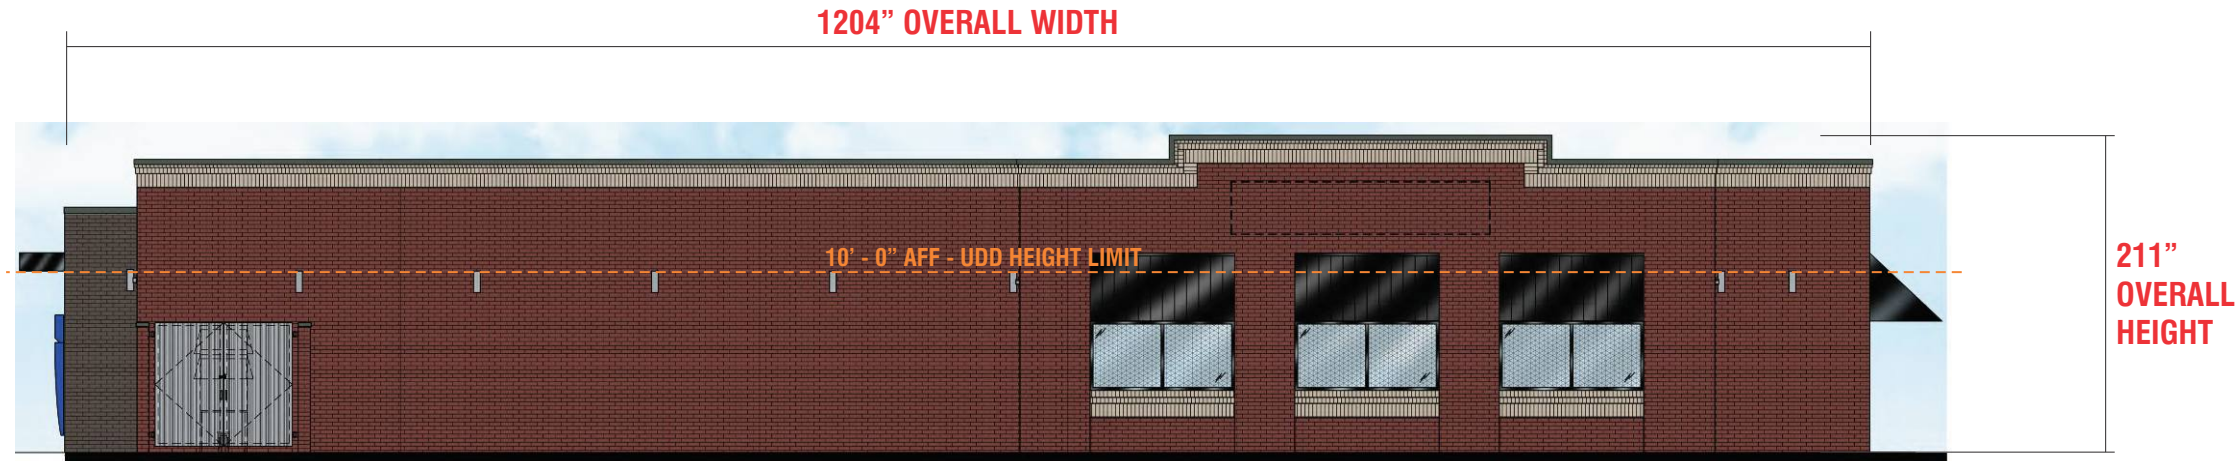 1204” OVERALL WIDTH
10’ - 0” AFF - UDD HEIGHT LIMIT
211”
OVERALL
HEIGHT